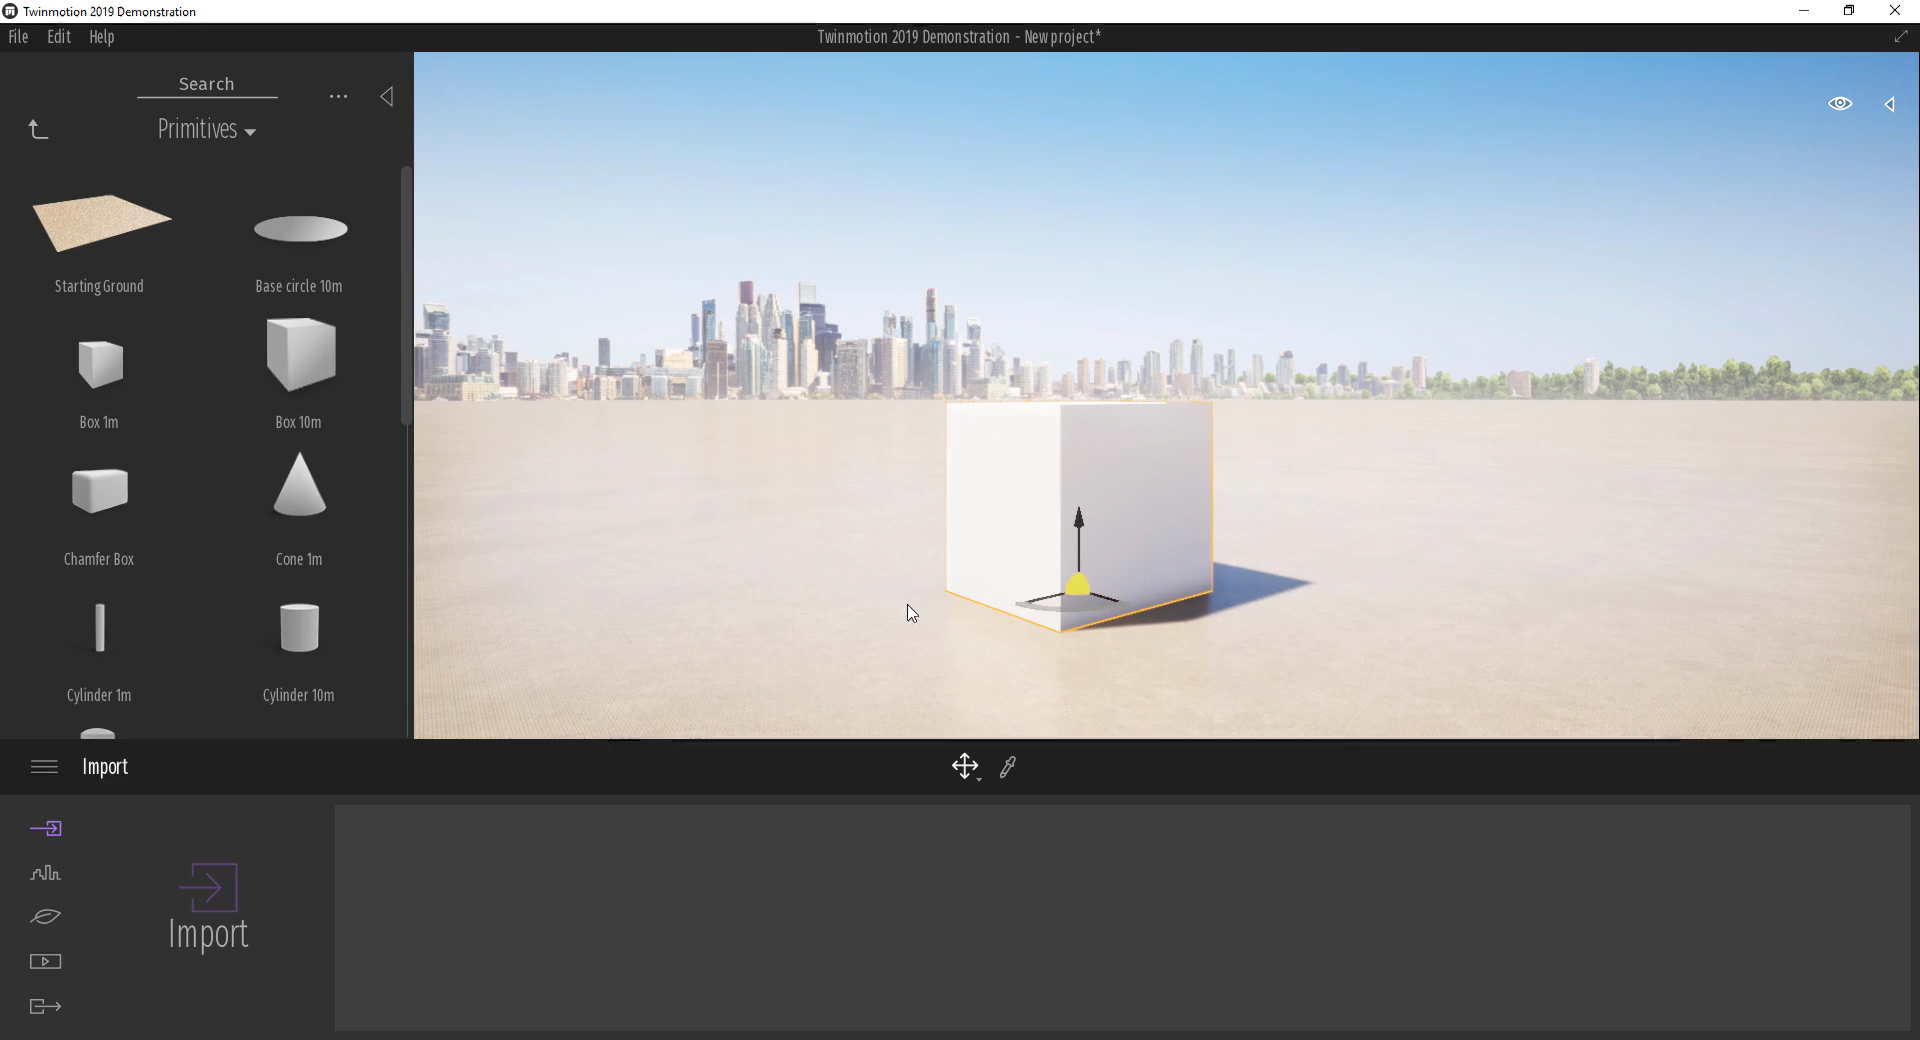 Twinmotion 2019 Demonstration
File Edit Help
Twinmotion 2019 Demonstration - New project*
Search
...
Primitives
Starting Ground
Base circle 10m
Box 1m
Box 10m
Chamfer Box
Cone 1m
Cylinder 1m
Cylinder 10m
Import
Import